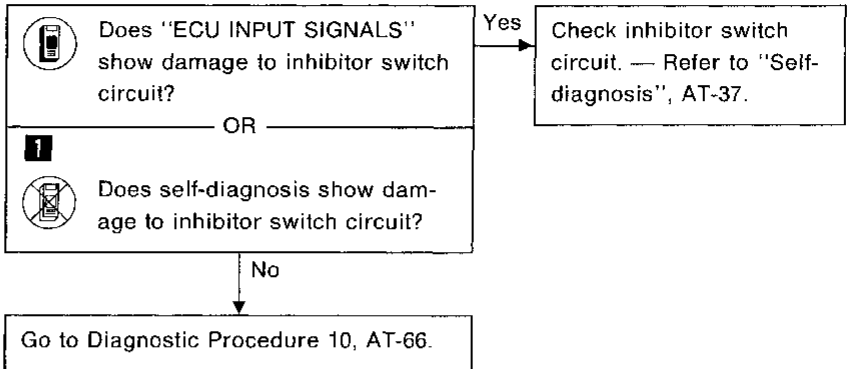 Does "ECU INPUT SIGNALS"
show damage to inhibitor switch
circuit?
OR
1
Does self-diagnosis show dam-
age to inhibitor switch circuit?
Yes
Check inhibitor switch
circuit. — Refer to "Self-
diagnosis", AT-37.
No
Go to Diagnostic Procedure 10, AT-66.